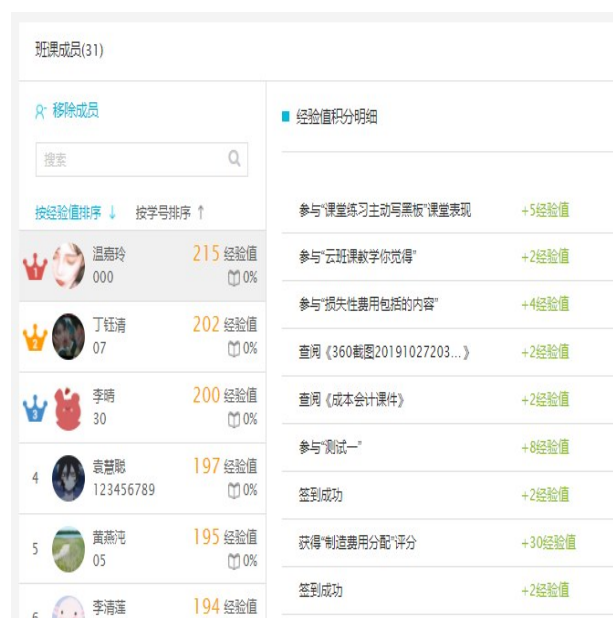 班课成员(31)
移除成员
搜索
按经验值排序 ↓ 按学号排序 ↑
1
温嘉玲 215 经验值
000 0%
2
丁钰清 202 经验值
07 0%
3
李晴 200 经验值
30 0%
4 袁慧聪 197 经验值
123456789 0%
5 黄燕沌 195 经验值
05 0%
6 李清莲 194 经验值
经验值积分明细
参与“课堂练习主动写黑板”课堂表现 +5经验值
参与“云班课教学你觉得” +2经验值
参与“损失性费用包括的内容” +4经验值
查阅《360截图20191027203...》 +2经验值
查阅《成本会计课件》 +2经验值
参与“测试一” +8经验值
签到成功 +2经验值
获得“制造费用分配”评分 +30经验值
签到成功 +2经验值